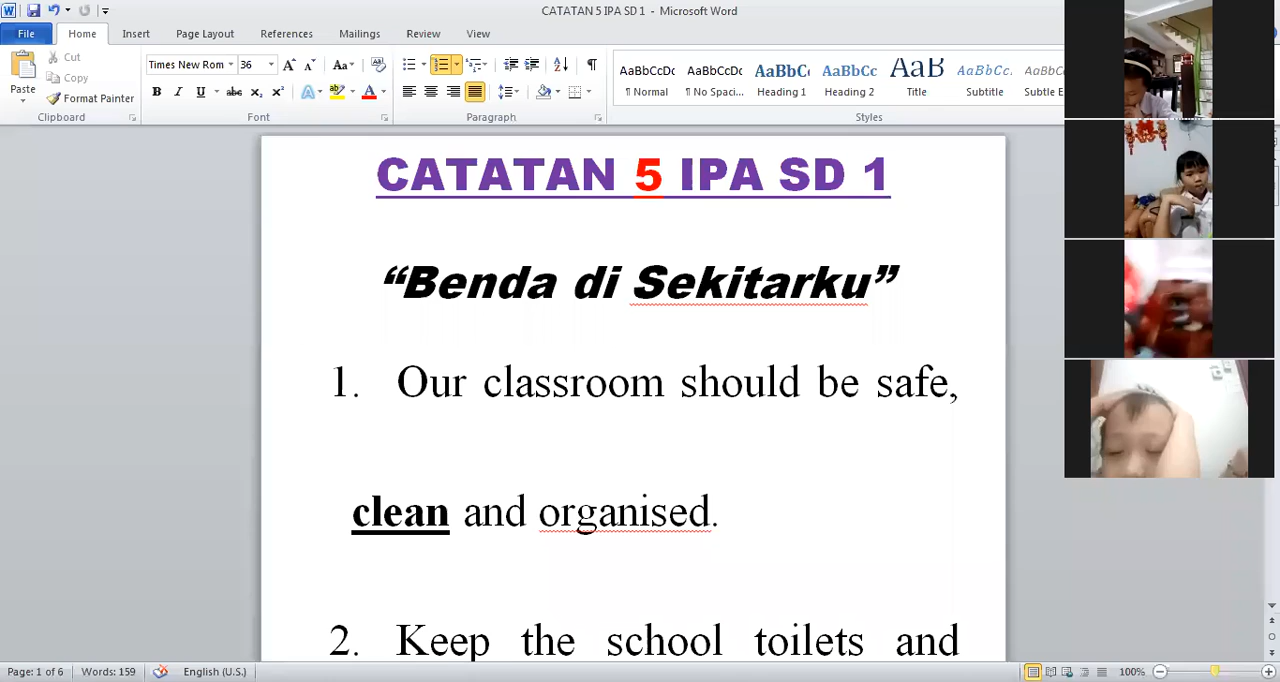 CATATAN 5 IPA SD 1 - Microsoft Word
File Home Insert Page Layout References Mailings Review View
Cut
Copy
Paste
Format Painter
Times New Rom 36
Clipboard Font Paragraph Styles
AaBbCcDc AaBbCcDc AaBbC AaBbCc AaB AaBbCc. AaBbCc
¶ Normal ¶ No Spaci... Heading 1 Heading 2 Title Subtitle Subtle E
CATATAN 5 IPA SD 1
“Benda di Sekitarku”
1. Our classroom should be safe,
clean and organised.
2. Keep the school toilets and
Page: 1 of 6 Words: 159 English (U.S.) 100%